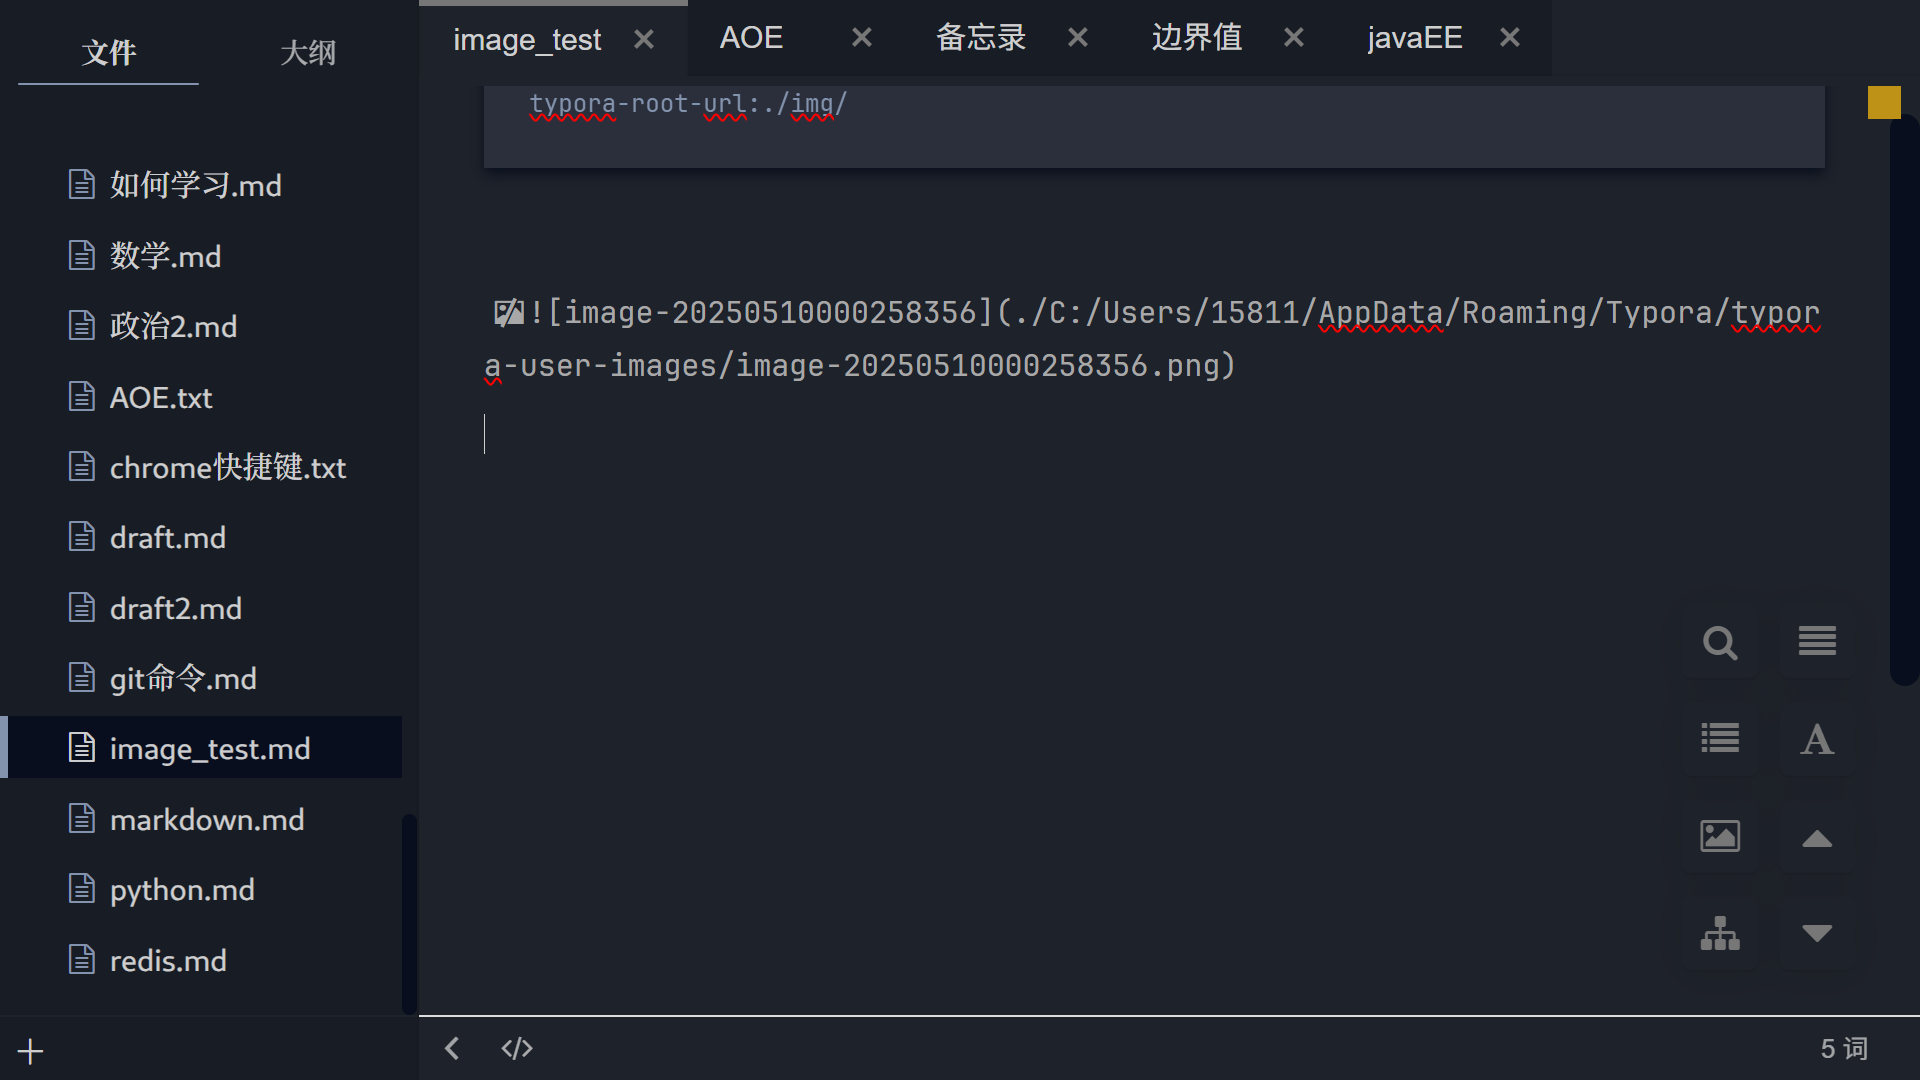 文件
大纲
如何学习.md
数学.md
政治2.md
AOE.txt
chrome快捷键.txt
draft.md
draft2.md
git命令.md
image_test.md
markdown.md
python.md
redis.md
image_test
AOE
备忘录
边界值
javaEE
typora-root-url:./img/
![image-20250510000258356](./C:/Users/15811/AppData/Roaming/Typora/typor
a-user-images/image-20250510000258356.png)
5 词